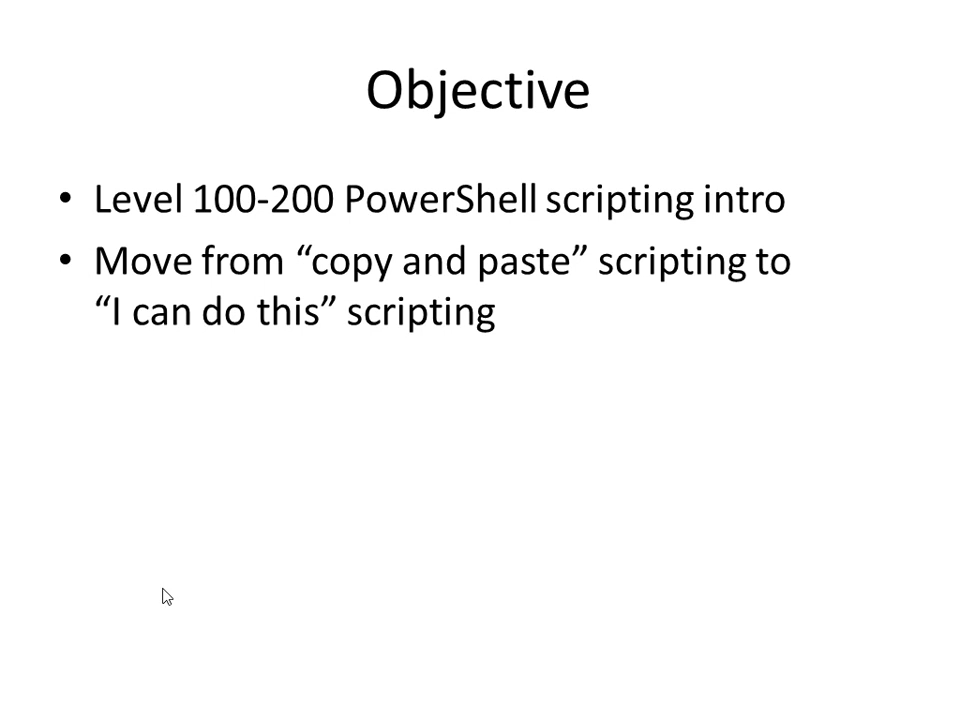 Objective
• Level 100-200 PowerShell scripting intro
• Move from “copy and paste” scripting to
“I can do this” scripting